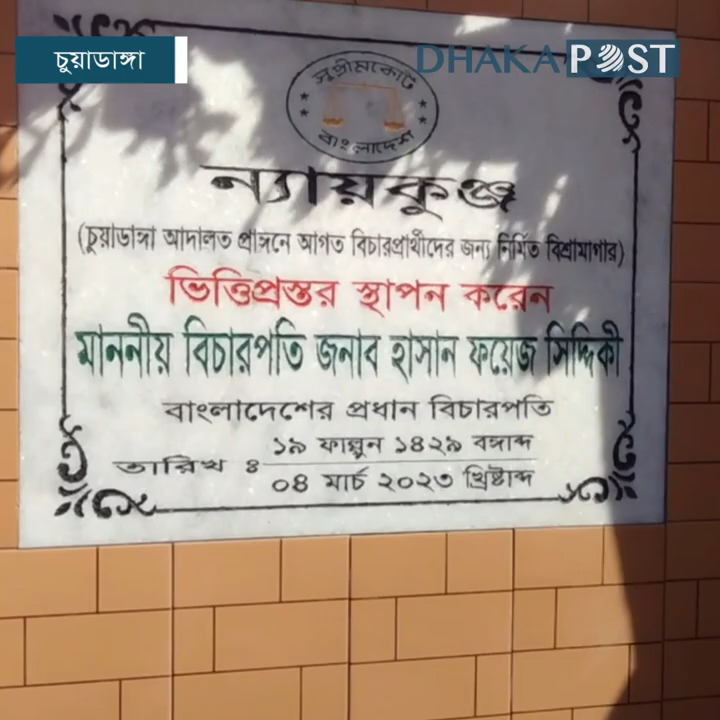 চুয়াডাঙ্গা
DHAKA POST
সুপ্রীমকোর্ট
বাংলাদেশ
ন্যায়কুঞ্জ
(চুয়াডাঙ্গা আদালত প্রাঙ্গনে আগত বিচারপ্রার্থীদের জন্য নির্মিত বিশ্রামাগার)
ভিত্তিপ্রস্তর স্থাপন করেন
মাননীয় বিচারপতি জনাব হাসান ফয়েজ সিদ্দিকী
বাংলাদেশের প্রধান বিচারপতি
১৯ ফাল্গুন ১৪২৯ বঙ্গাব্দ
তারিখ ঃ
০৪ মার্চ ২০২৩ খ্রিষ্টাব্দ